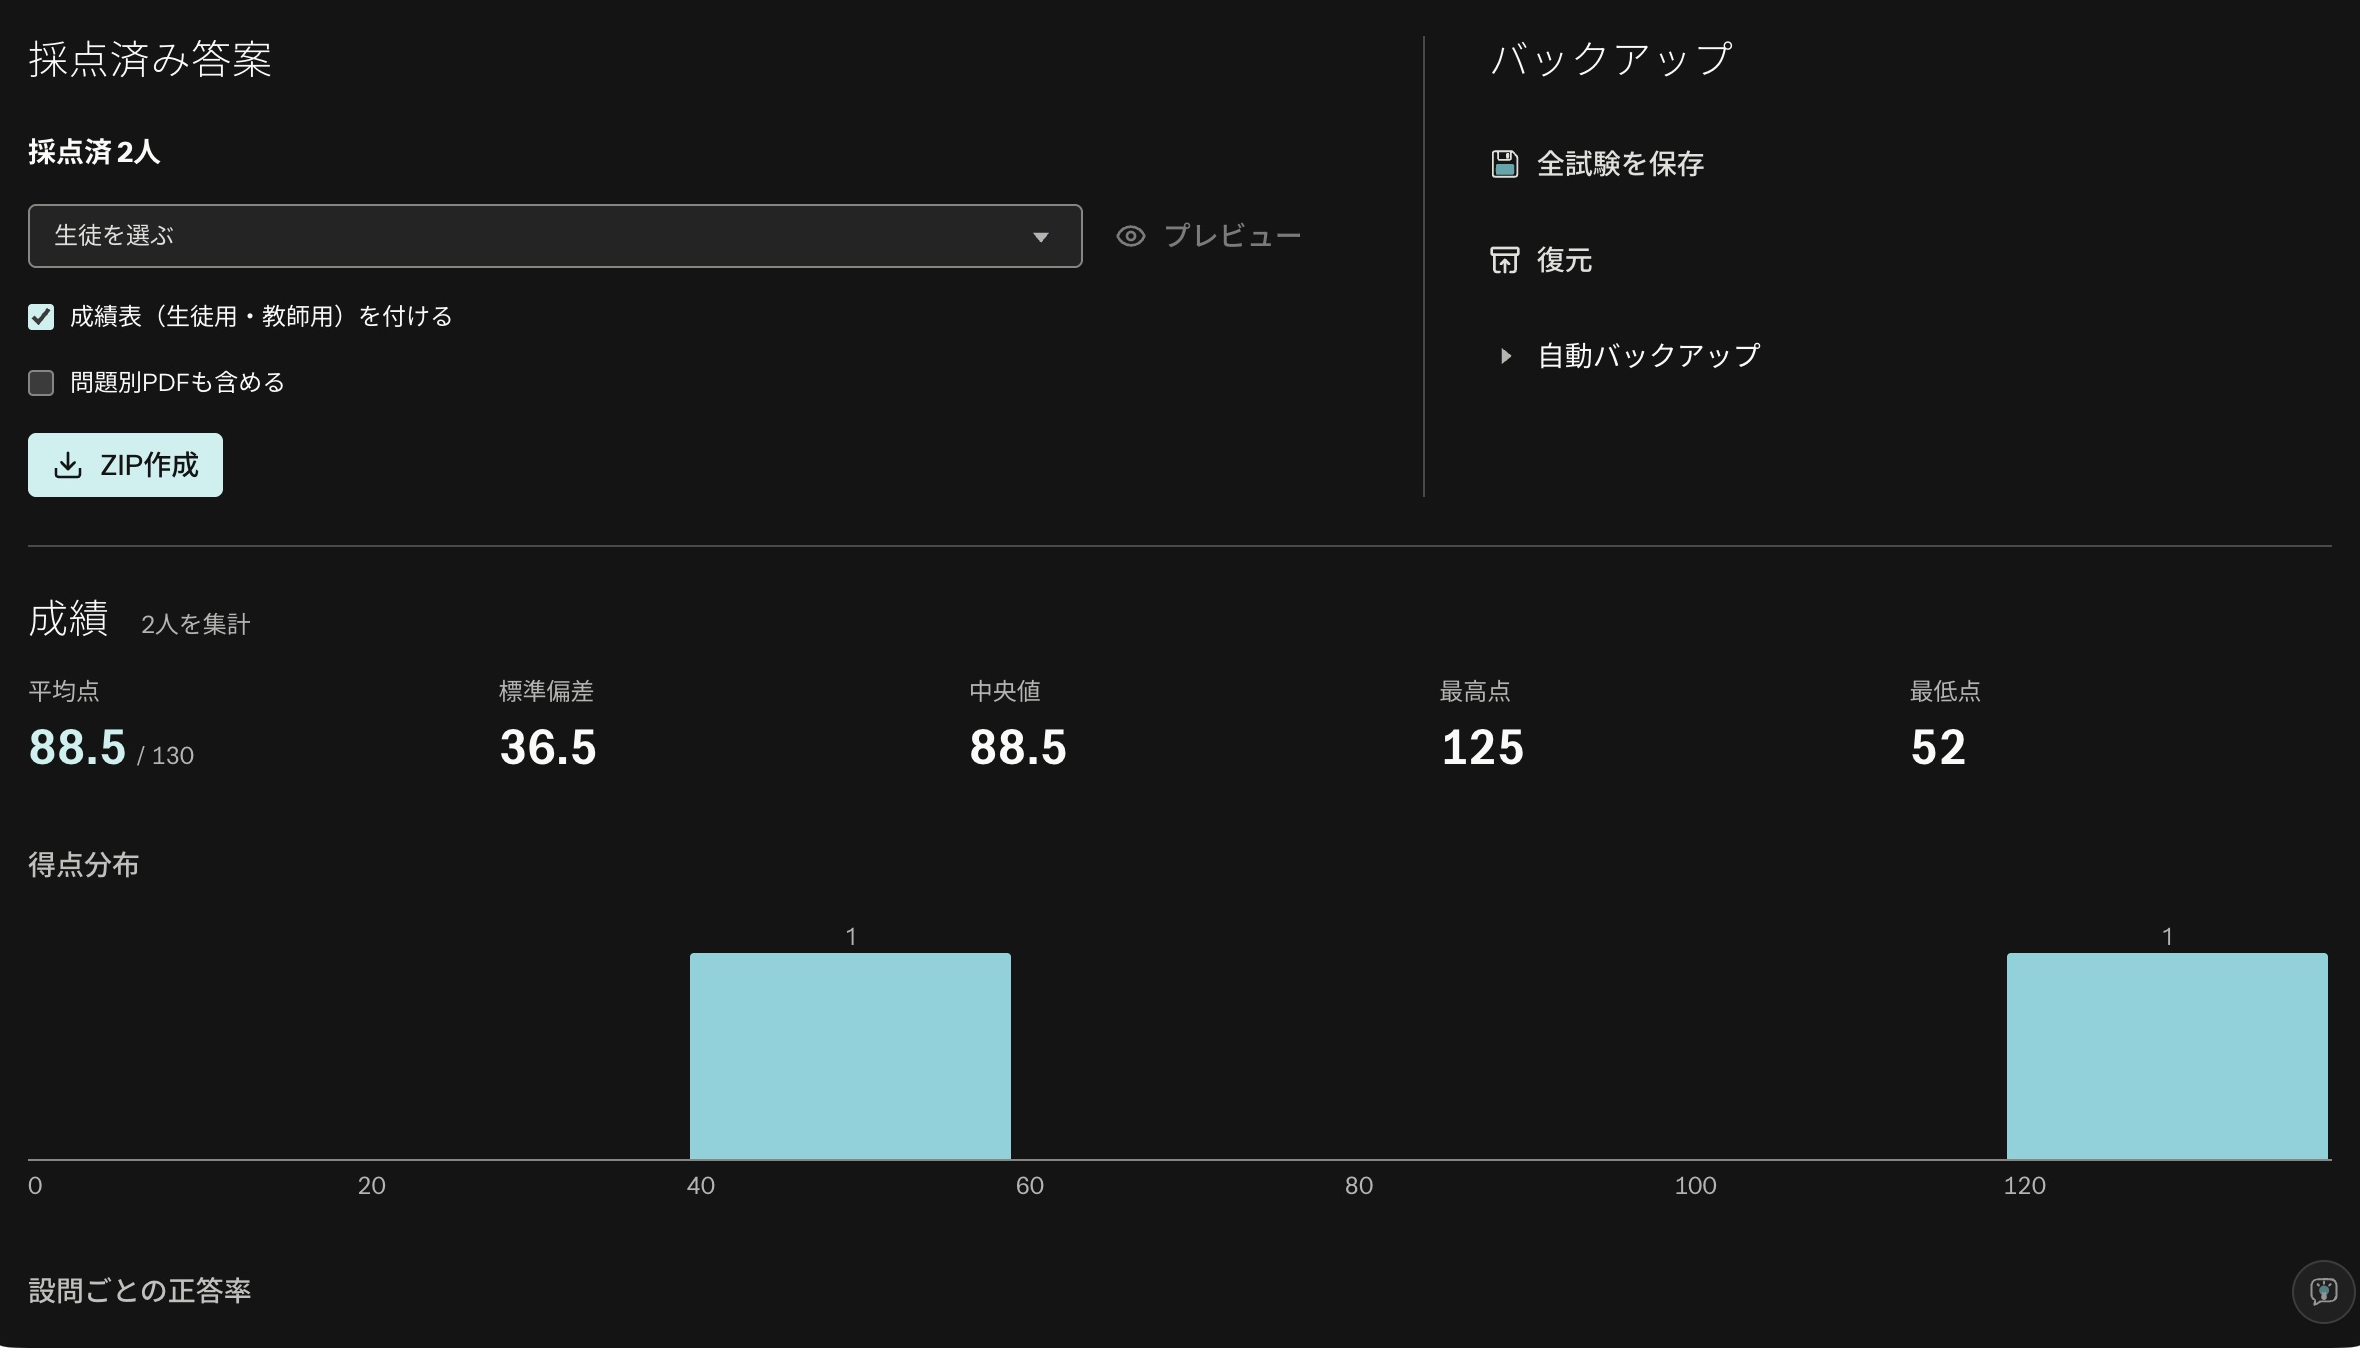 採点済み答案
採点済2人
生徒を選ぶ
プレビュー
成績表（生徒用・教師用）を付ける
問題別PDFも含める
ZIP作成
バックアップ
全試験を保存
復元
自動バックアップ
成績 2人を集計
平均点 標準偏差 中央値 最高点 最低点
88.5 / 130 36.5 88.5 125 52
得点分布
1 1
0 20 40 60 80 100 120
設問ごとの正答率